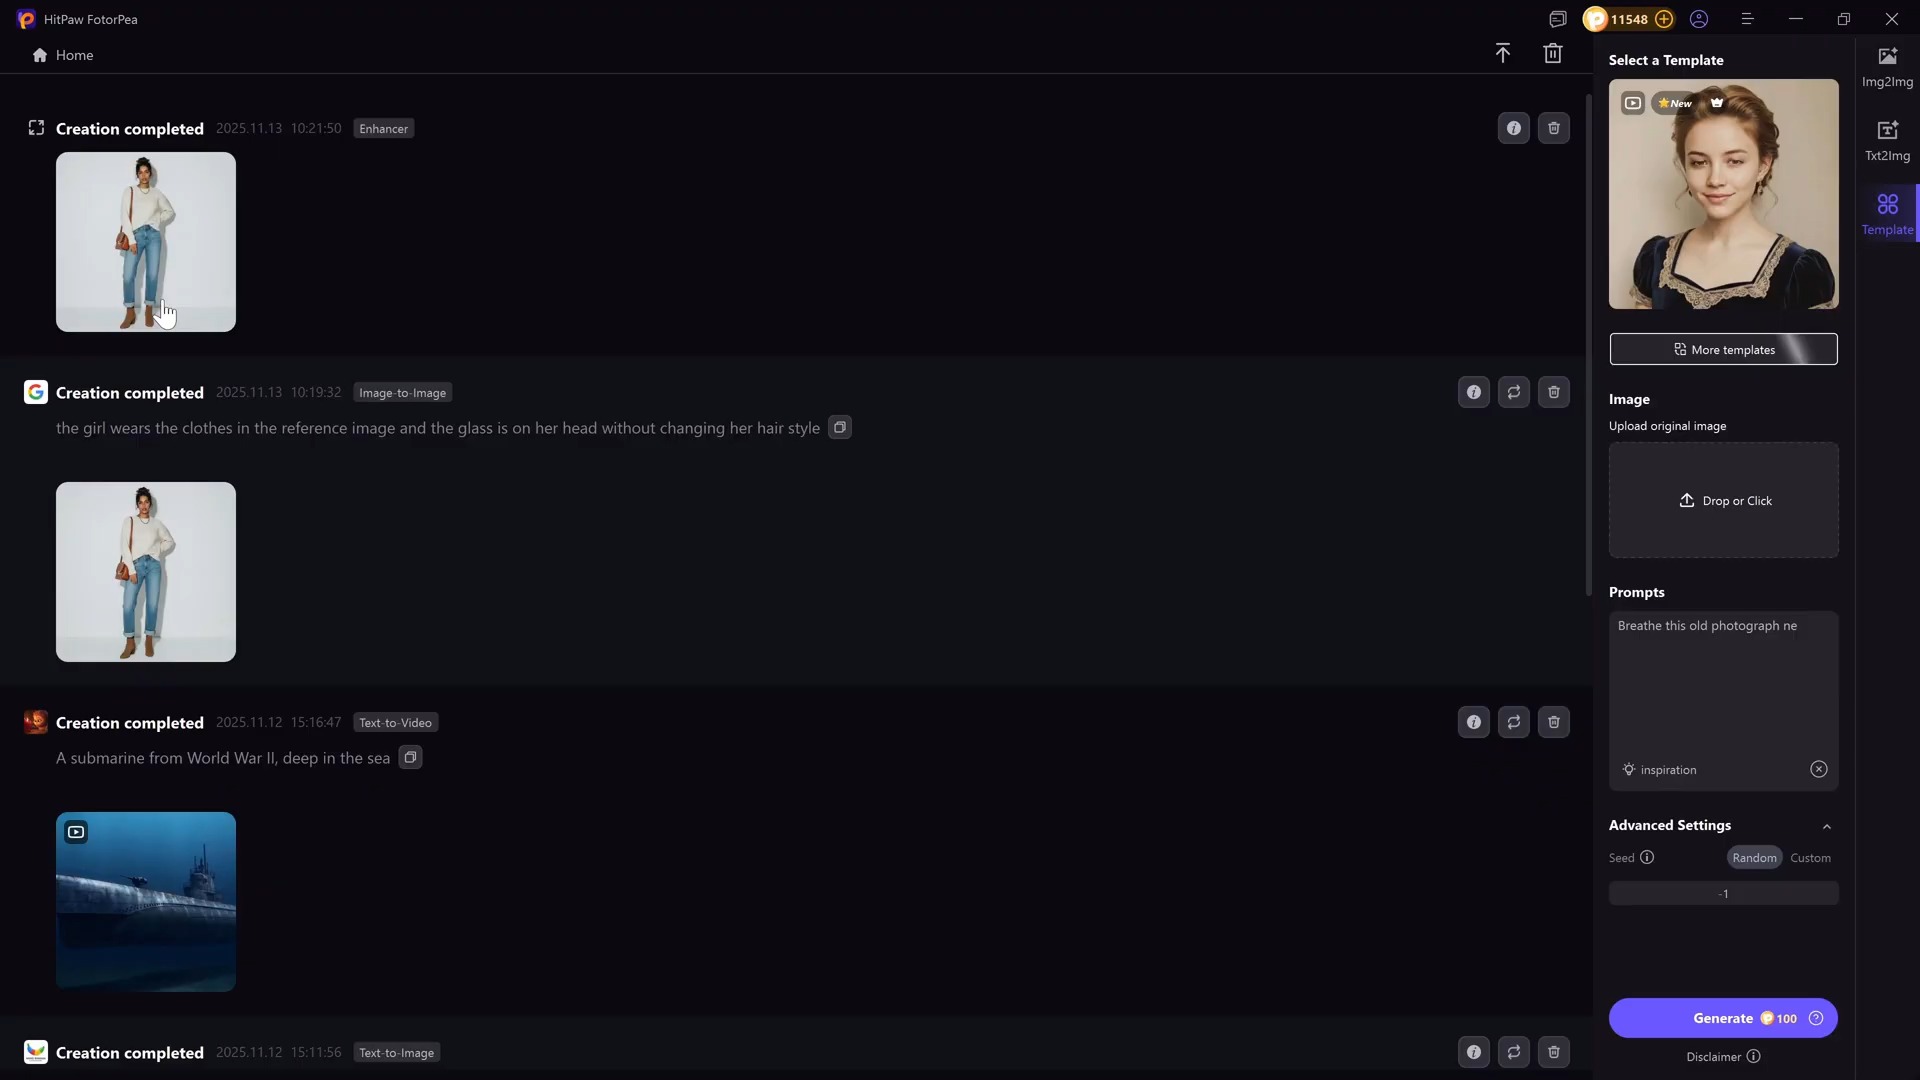 HitPaw FotorPea
11548
Home
Creation completed 2025.11.13 10:21:50 Enhancer
Creation completed 2025.11.13 10:19:32 Image-to-Image
the girl wears the clothes in the reference image and the glass is on her head without changing her hair style
Creation completed 2025.11.12 15:16:47 Text-to-Video
A submarine from World War II, deep in the sea
Creation completed 2025.11.12 15:11:56 Text-to-Image
Select a Template
New
More templates
Image
Upload original image
Drop or Click
Prompts
Breathe this old photograph ne
inspiration
Advanced Settings
Seed Random Custom
-1
Generate 100
Disclaimer
Img2Img
Txt2Img
Template